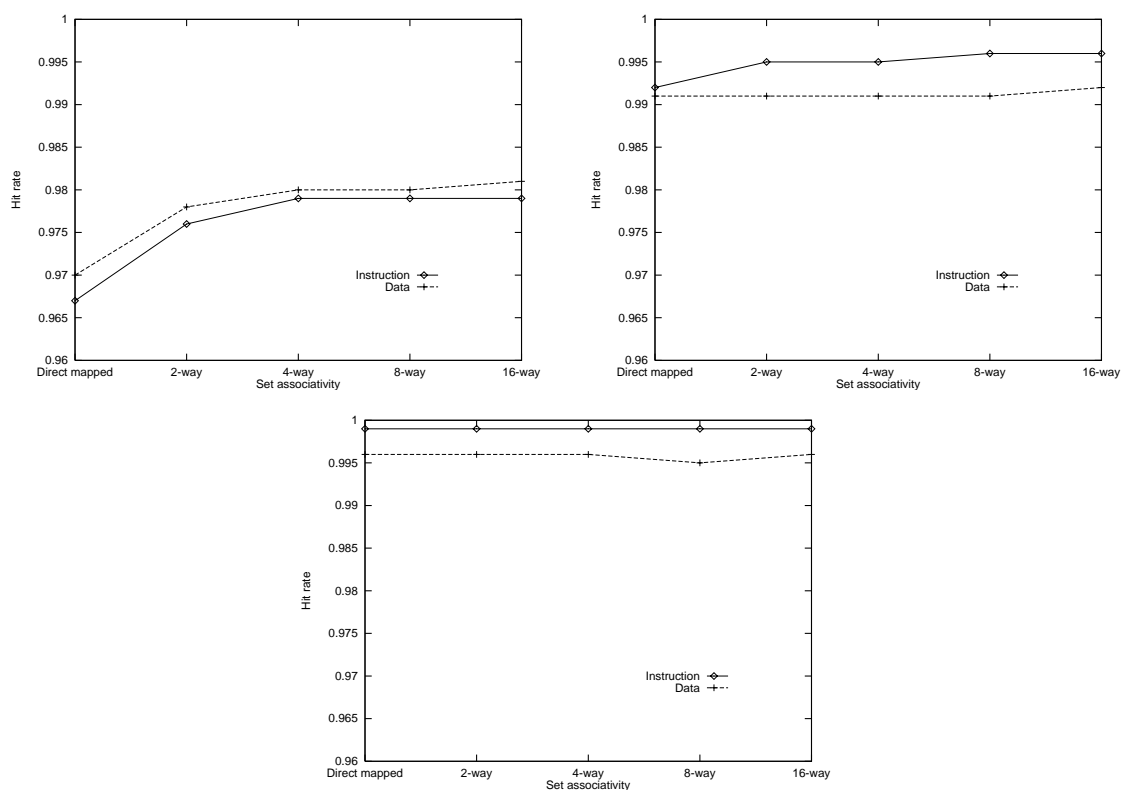 1
0.995
0.99
0.985
0.98
0.975
0.97
0.965
0.96
Hit rate
Instruction
Data
Direct mapped 2-way 4-way 8-way 16-way
Set associativity
1
0.995
0.99
0.985
0.98
0.975
0.97
0.965
0.96
Hit rate
Instruction
Data
Direct mapped 2-way 4-way 8-way 16-way
Set associativity
1
0.995
0.99
0.985
0.98
0.975
0.97
0.965
0.96
Hit rate
Instruction
Data
Direct mapped 2-way 4-way 8-way 16-way
Set associativity